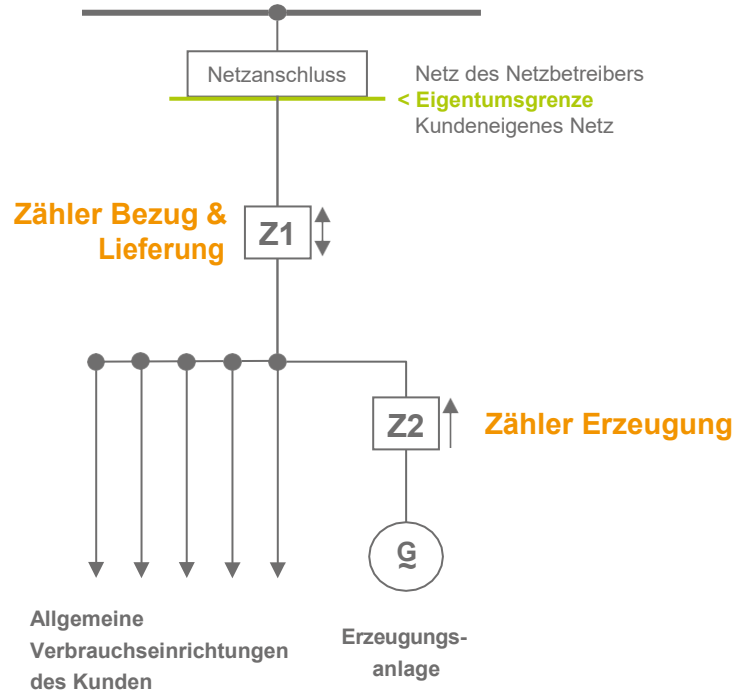 Netzanschluss
Netz des Netzbetreibers
< Eigentumsgrenze
Kundeneigenes Netz
Zähler Bezug &
Lieferung
Z1
Z2
Zähler Erzeugung
G
~
Allgemeine
Verbrauchseinrichtungen
des Kunden
Erzeugungs-
anlage